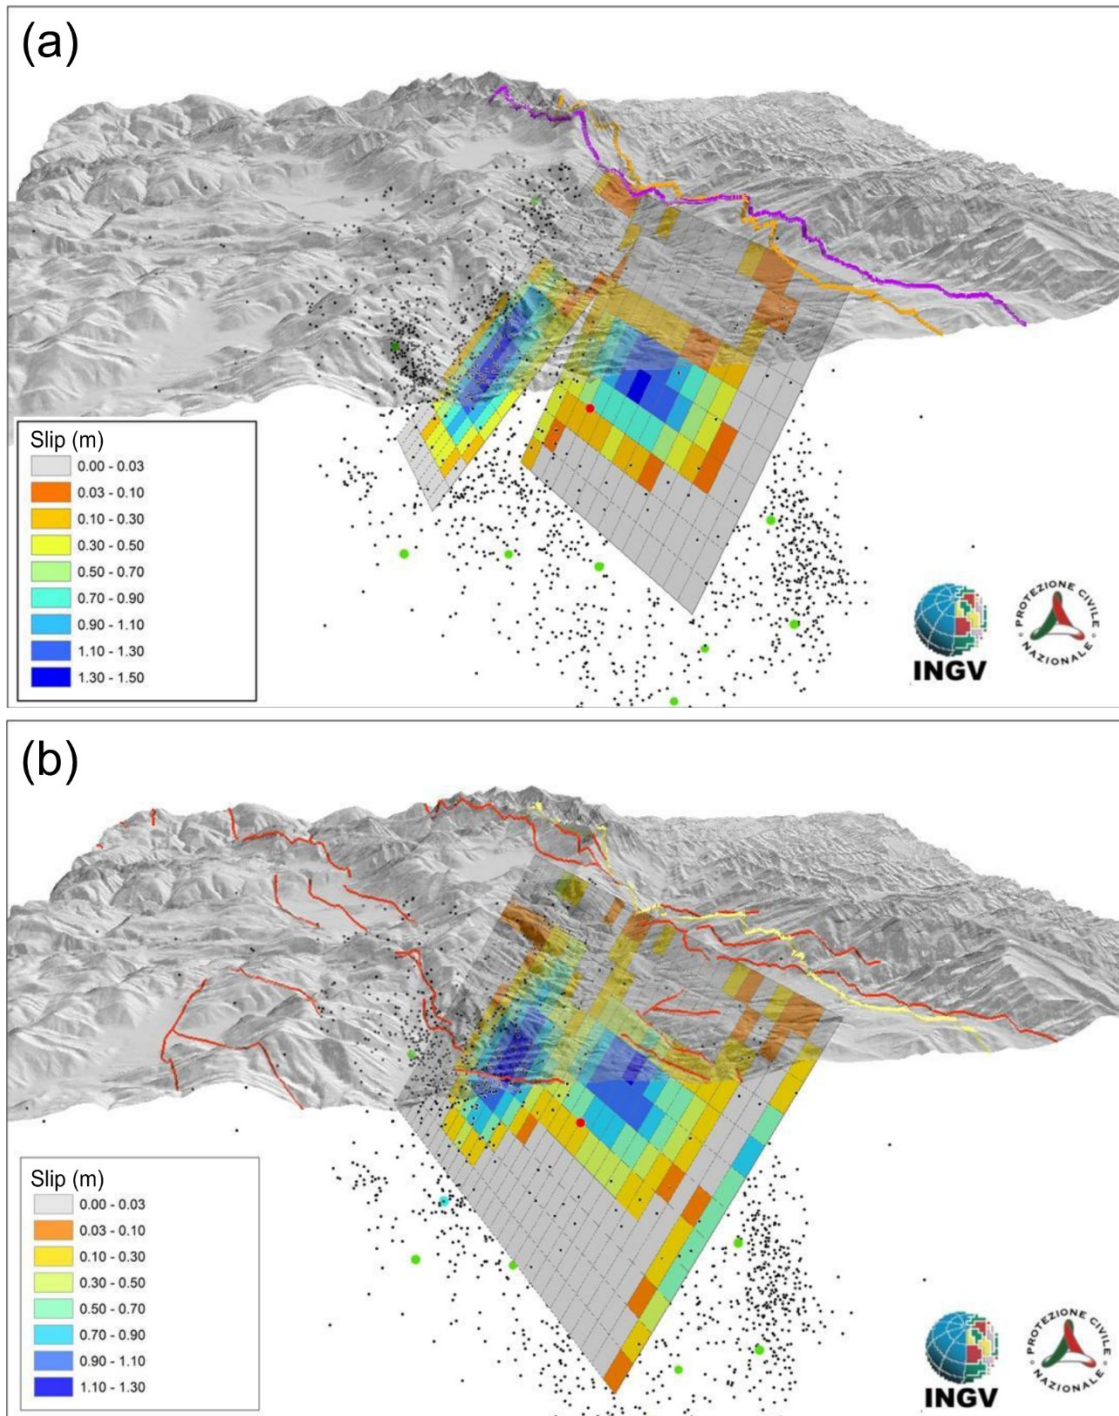 (a)
Slip (m)
0.00 - 0.03
0.03 - 0.10
0.10 - 0.30
0.30 - 0.50
0.50 - 0.70
0.70 - 0.90
0.90 - 1.10
1.10 - 1.30
1.30 - 1.50
INGV
PROTEZIONE CIVILE
NAZIONALE
(b)
Slip (m)
0.00 - 0.03
0.03 - 0.10
0.10 - 0.30
0.30 - 0.50
0.50 - 0.70
0.70 - 0.90
0.90 - 1.10
1.10 - 1.30
INGV
PROTEZIONE CIVILE
NAZIONALE